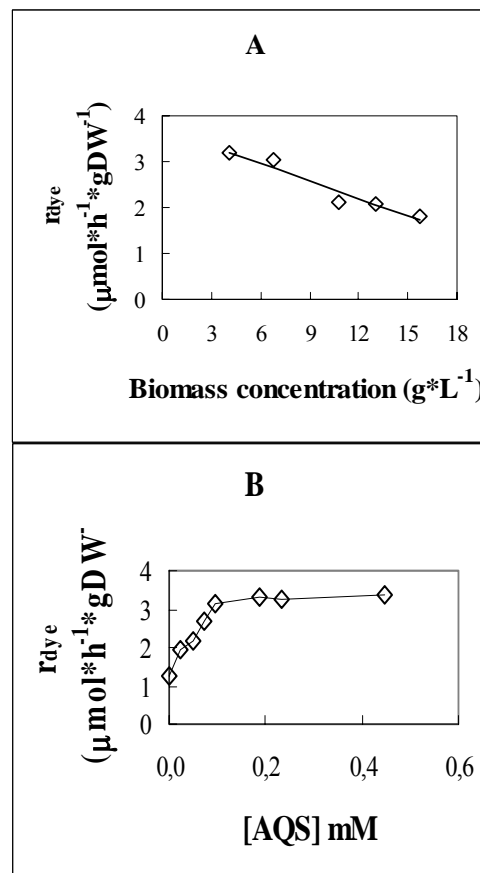 A
r_dye
(μmol*h⁻¹*gDW⁻¹)
4
3
2
1
0
0 3 6 9 12 15 18
Biomass concentration (g*L⁻¹)
B
r_dye
(μmol*h⁻¹*gDW⁻
4
3
2
1
0
0,0 0,2 0,4 0,6
[AQS] mM